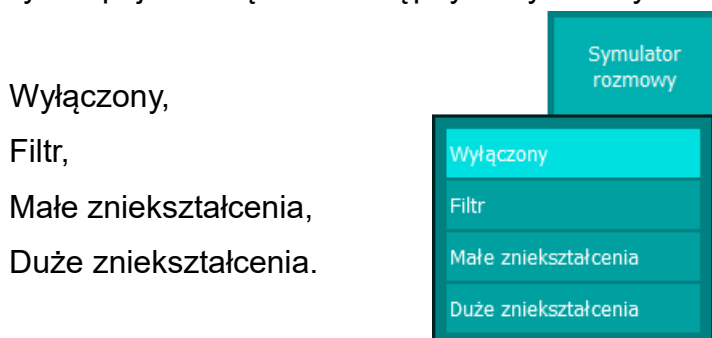 Wyłączony,
Filtr,
Małe zniekształcenia,
Duże zniekształcenia.
Symulator
rozmowy
Wyłączony
Filtr
Małe zniekształcenia
Duże zniekształcenia